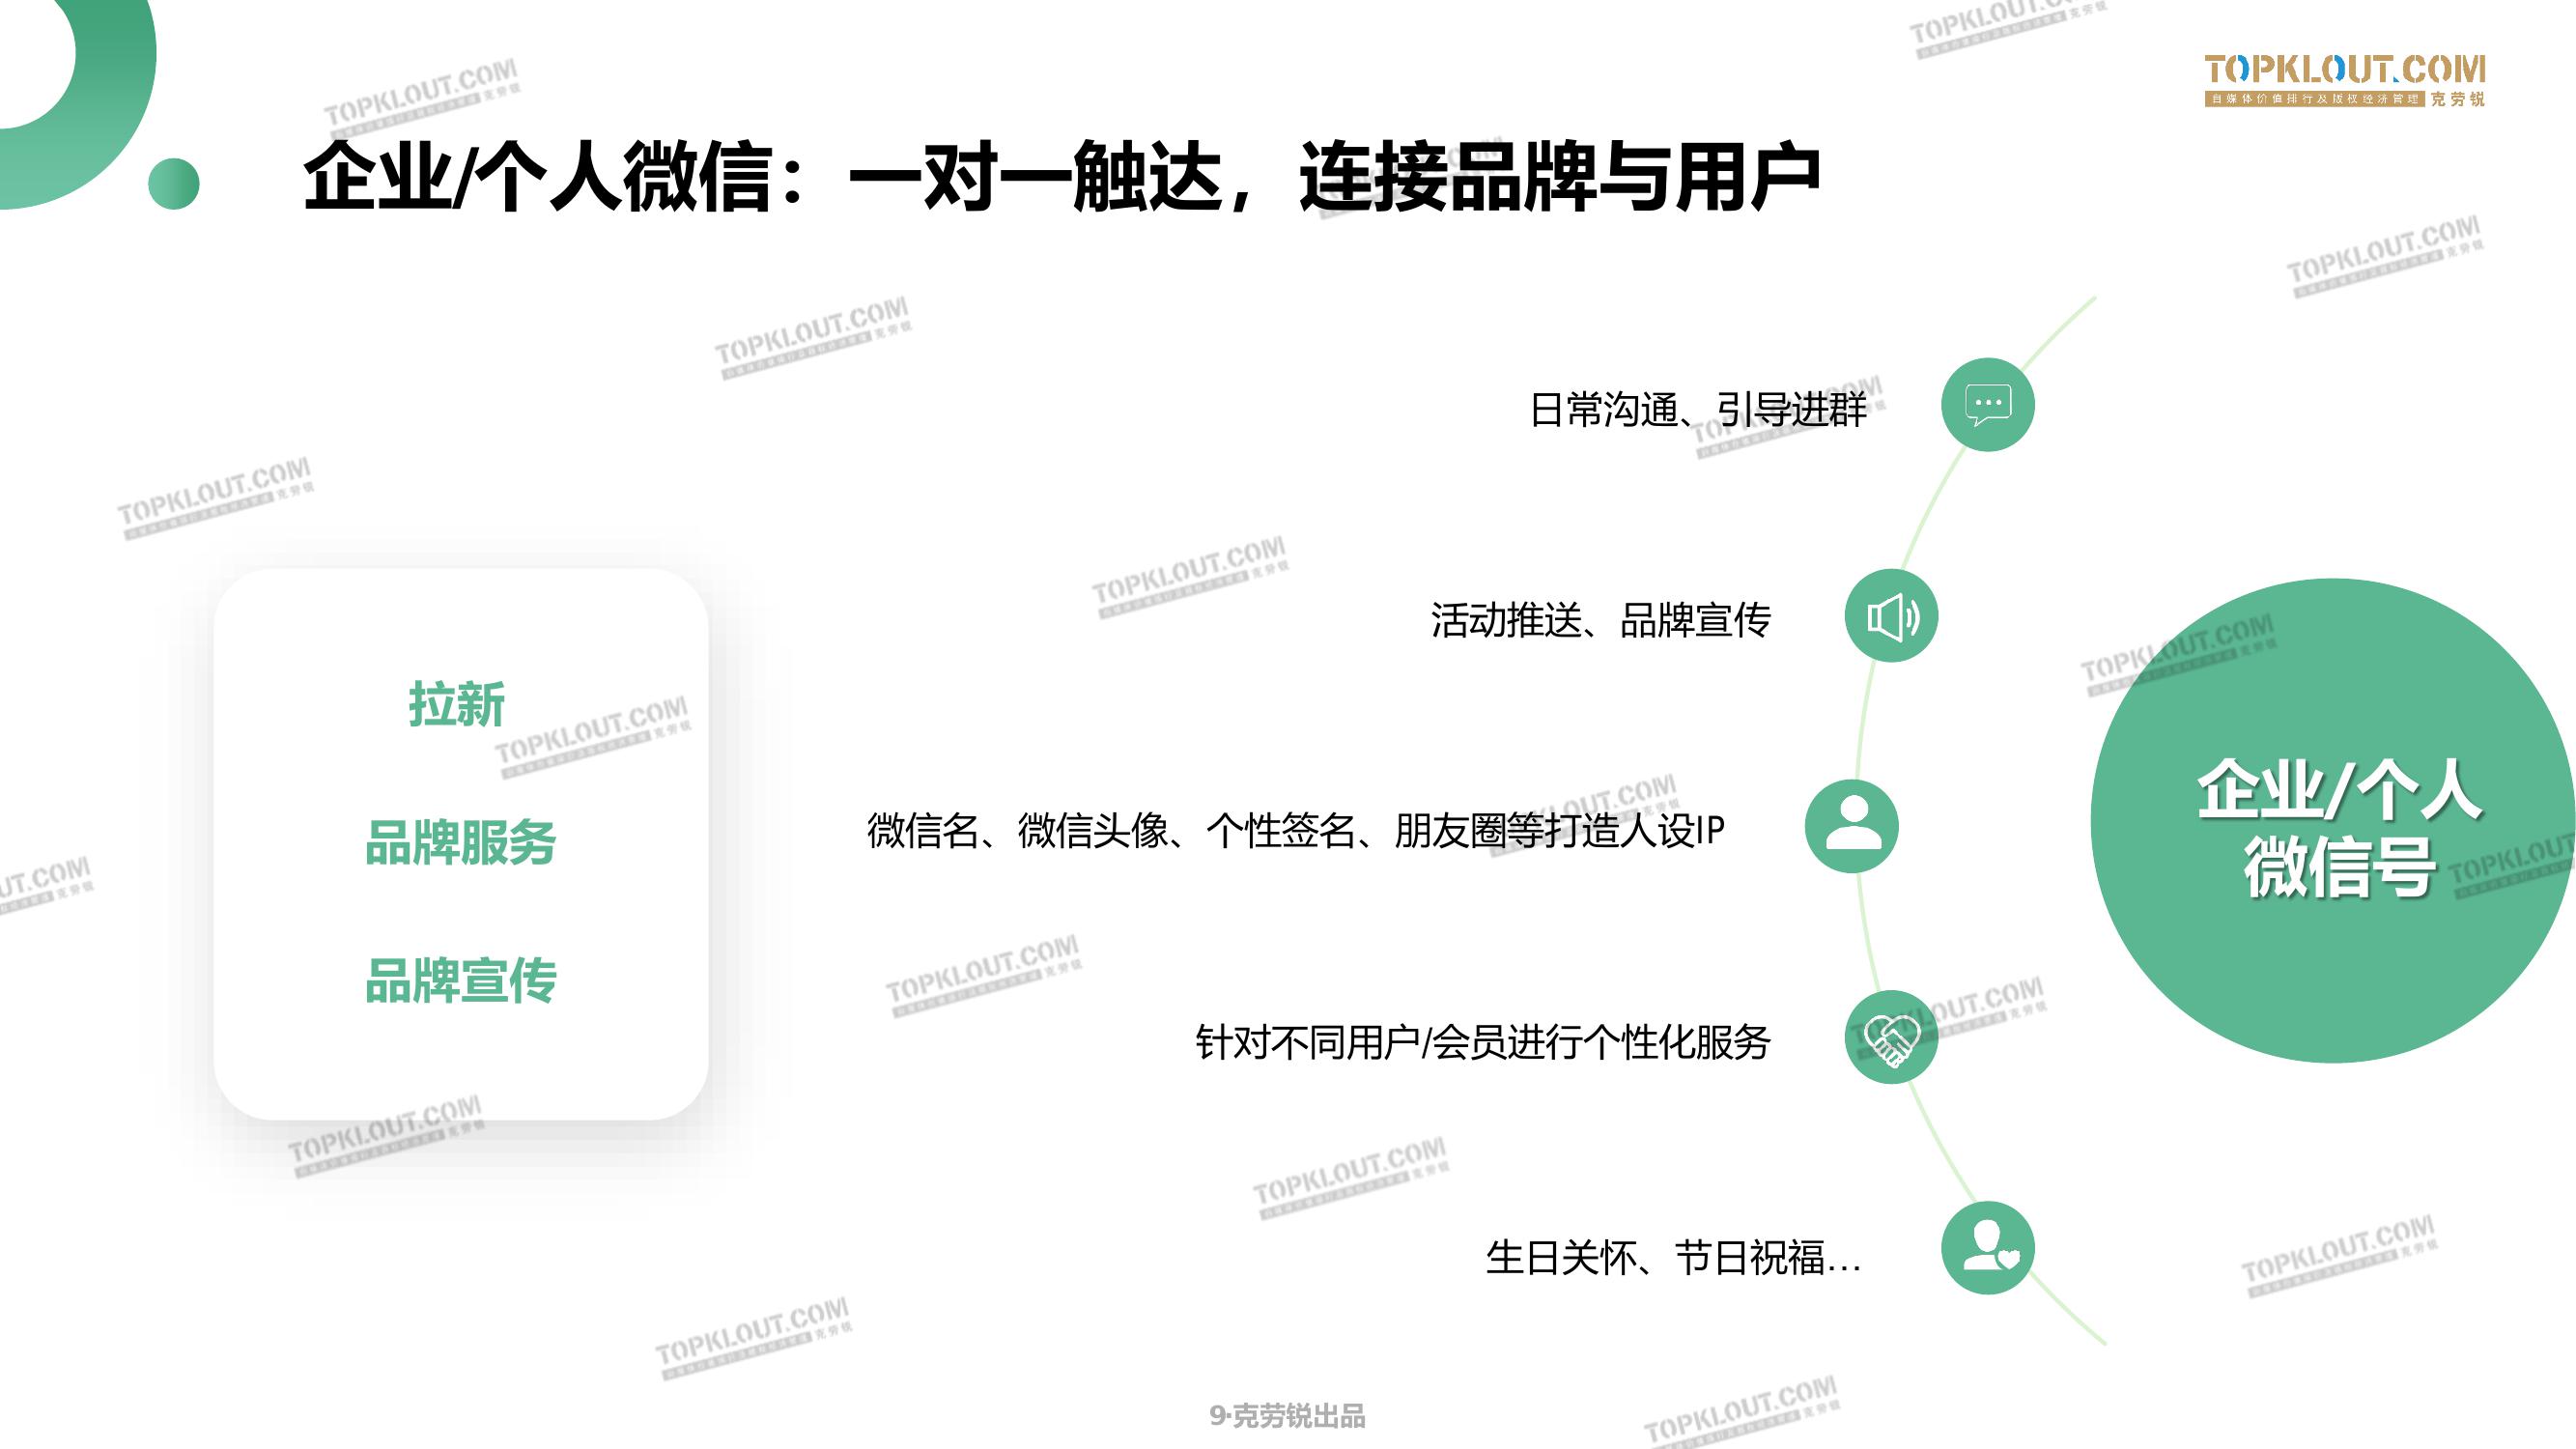 TOPKLOUT.COM
自媒体价值排行及版权经济管理 克劳锐
企业/个人微信：一对一触达，连接品牌与用户
日常沟通、引导进群
活动推送、品牌宣传
微信名、微信头像、个性签名、朋友圈等打造人设IP
针对不同用户/会员进行个性化服务
生日关怀、节日祝福…
拉新
品牌服务
品牌宣传
企业/个人
微信号
9·克劳锐出品